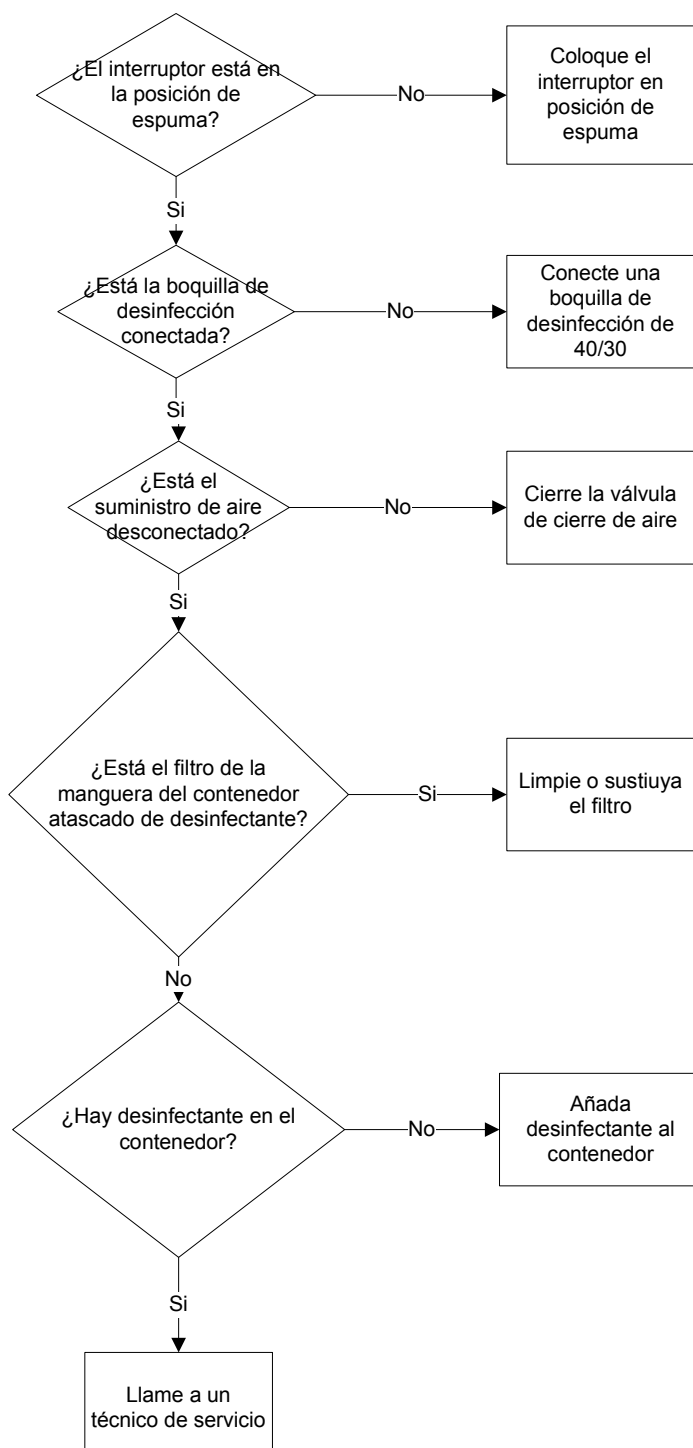 ¿El interruptor está en
la posición de
espuma?
No
Coloque el
interruptor en
posición de
espuma
Si
¿Está la boquilla de
desinfección
conectada?
No
Conecte una
boquilla de
desinfección de
40/30
Si
¿Está el
suministro de aire
desconectado?
No
Cierre la válvula
de cierre de aire
Si
¿Está el filtro de la
manguera del contenedor
atascado de desinfectante?
Si
Limpie o sustiuya
el filtro
No
¿Hay desinfectante en el
contenedor?
No
Añada
desinfectante al
contenedor
Si
Llame a un
técnico de servicio